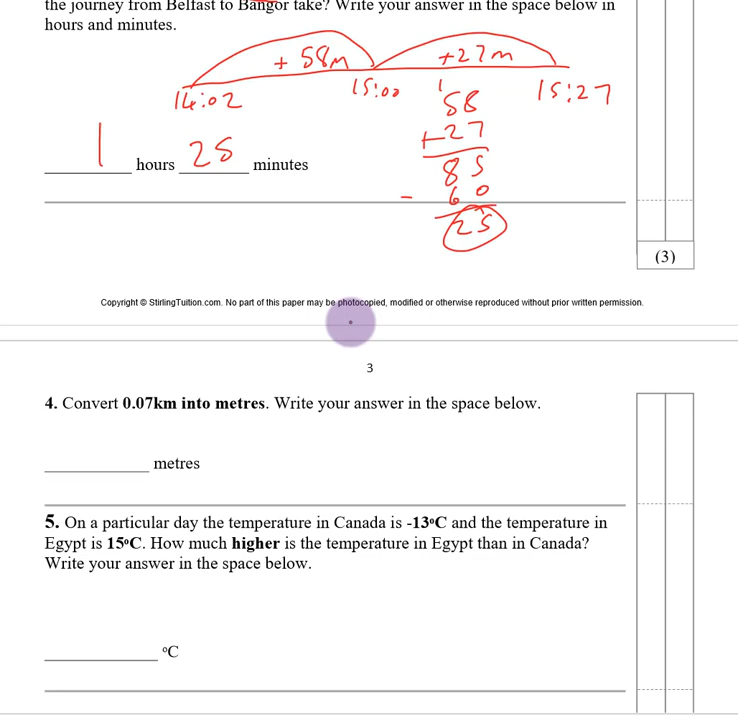 the journey from Belfast to Bangor take? Write your answer in the space below in
hours and minutes.
+ 58m
+27m
14:02
15:00
15:27
1
58
+27
85
- 60
25
1 hours 25 minutes
(3)
Copyright © StirlingTuition.com. No part of this paper may be photocopied, modified or otherwise reproduced without prior written permission.
3
4. Convert 0.07km into metres. Write your answer in the space below.
metres
5. On a particular day the temperature in Canada is -13°C and the temperature in
Egypt is 15°C. How much higher is the temperature in Egypt than in Canada?
Write your answer in the space below.
°C